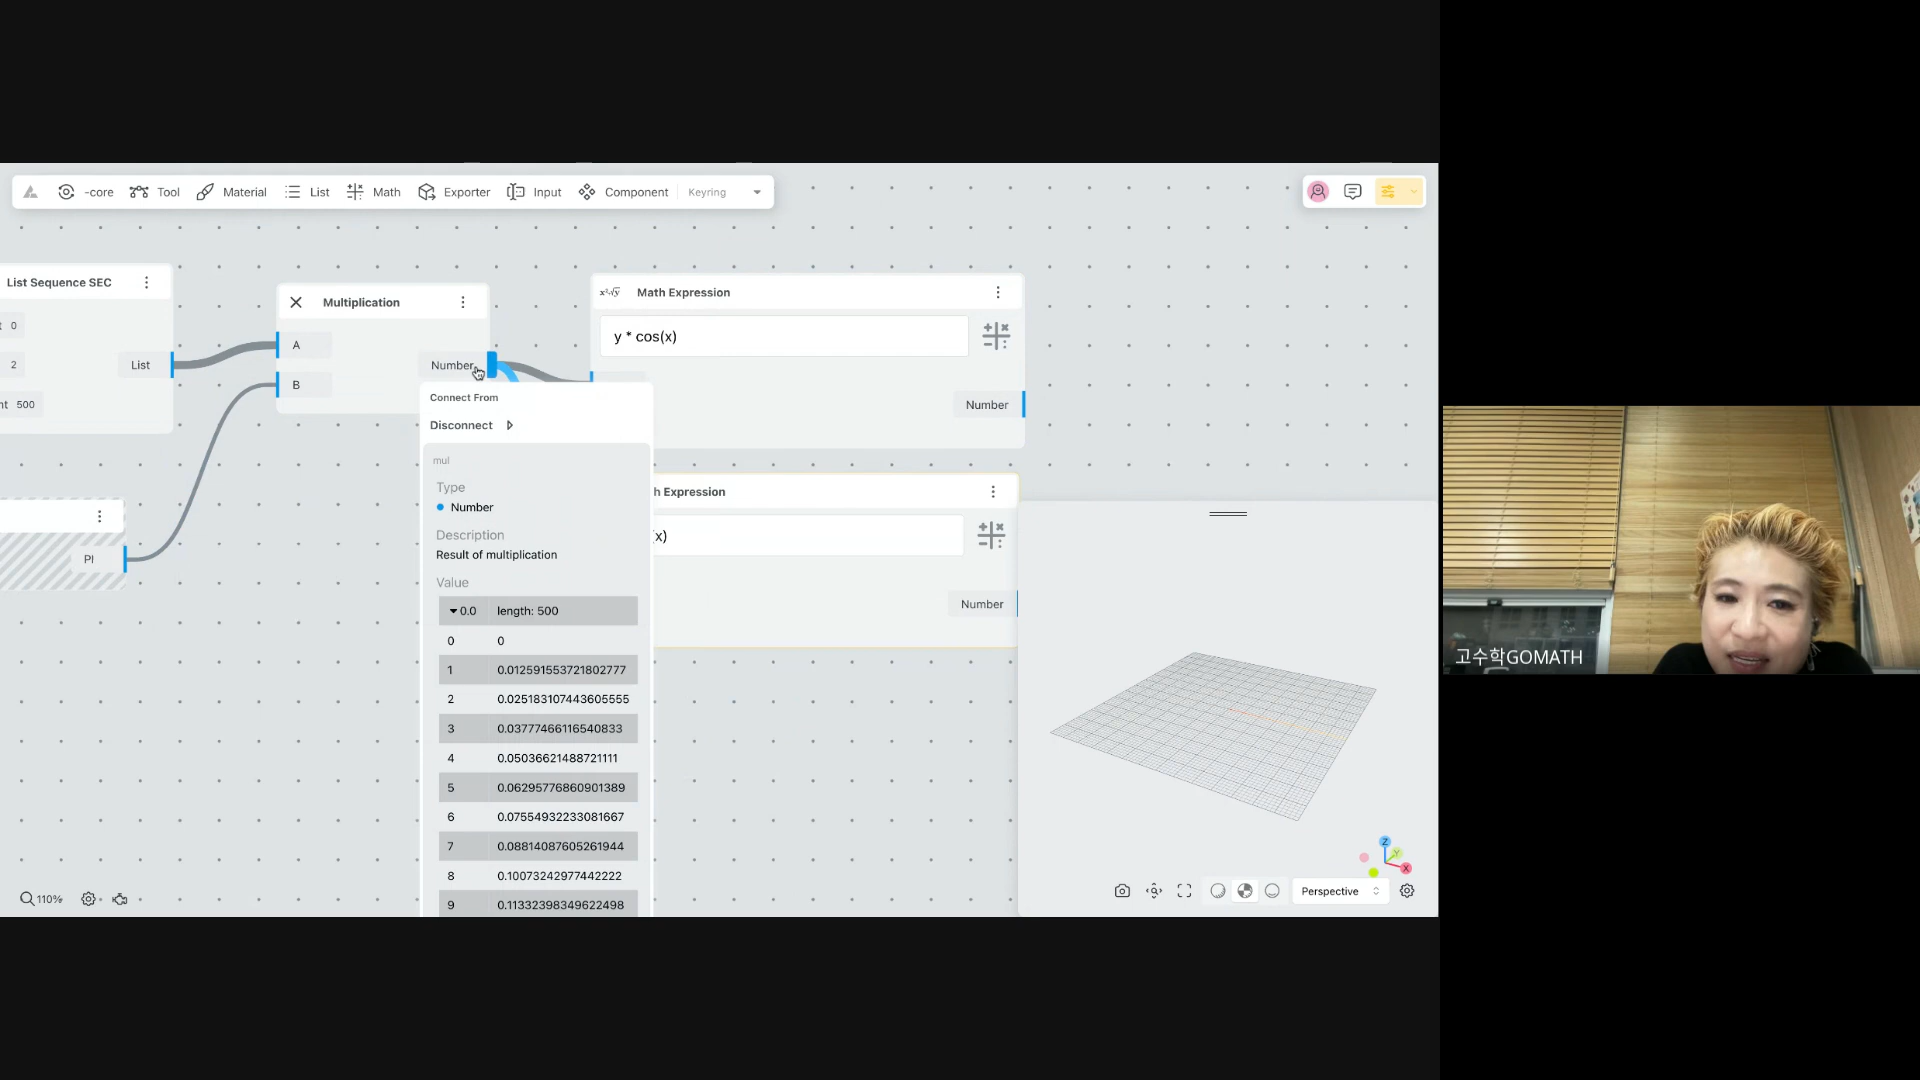 -core Tool Material List Math Exporter Input Component Keyring
List Sequence SEC
0
List
2
nt 500
PI
Multiplication
A
B
Number
Connect From
Disconnect
mul
Type
Number
Description
Result of multiplication
Value
0.0 length: 500
0 0
1 0.012591553721802777
2 0.025183107443605555
3 0.03777466116540833
4 0.05036621488721111
5 0.06295776860901389
6 0.07554932233081667
7 0.08814087605261944
8 0.10073242977442222
9 0.11332398349622498
Math Expression
y * cos(x)
Number
h Expression
(x)
Number
Z
Y
X
110%
Perspective
고수학GOMATH